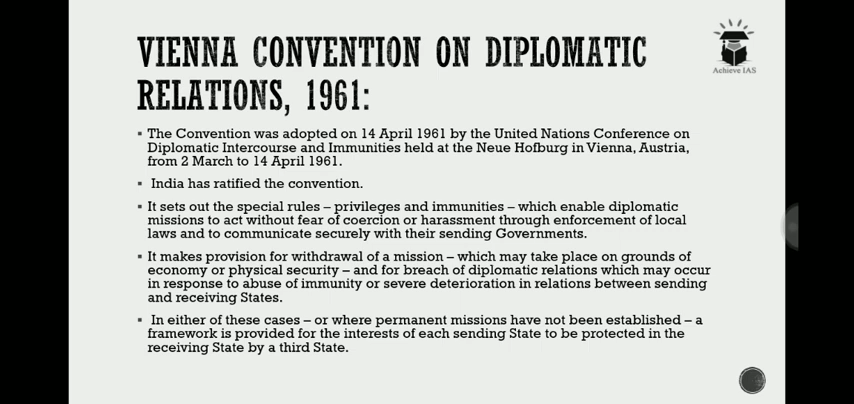 VIENNA CONVENTION ON DIPLOMATIC
RELATIONS, 1961:
Achieve IAS
▪ The Convention was adopted on 14 April 1961 by the United Nations Conference on
Diplomatic Intercourse and Immunities held at the Neue Hofburg in Vienna, Austria,
from 2 March to 14 April 1961.
▪ India has ratified the convention.
▪ It sets out the special rules – privileges and immunities – which enable diplomatic
missions to act without fear of coercion or harassment through enforcement of local
laws and to communicate securely with their sending Governments.
▪ It makes provision for withdrawal of a mission – which may take place on grounds of
economy or physical security – and for breach of diplomatic relations which may occur
in response to abuse of immunity or severe deterioration in relations between sending
and receiving States.
▪ In either of these cases – or where permanent missions have not been established – a
framework is provided for the interests of each sending State to be protected in the
receiving State by a third State.